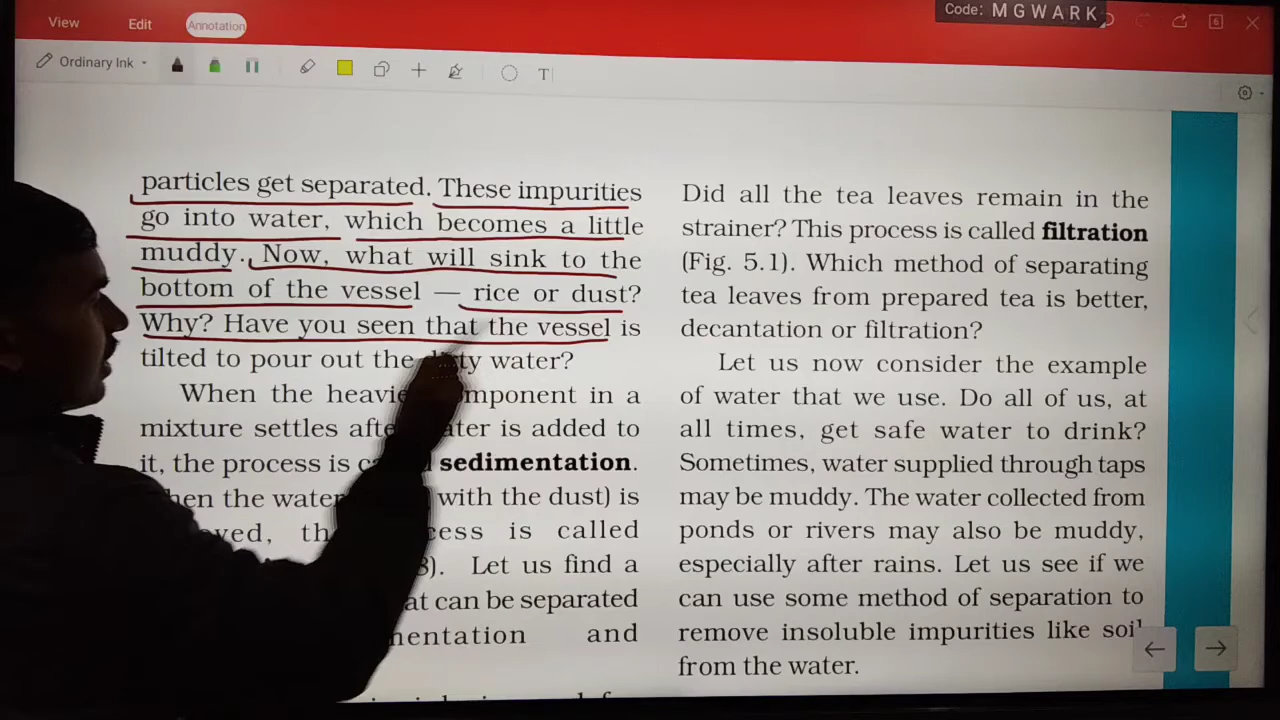 Code: MGWARK
View Edit Annotation
Ordinary Ink
T
6
particles get separated. These impurities
go into water, which becomes a little
muddy. Now, what will sink to the
bottom of the vessel — rice or dust?
Why? Have you seen that the vessel is
tilted to pour out the water?
When the component in a
mixture settles is added to
it, the process is sedimentation.
the water with the dust) is
is called
Let us find a
can be separated
and
Did all the tea leaves remain in the
strainer? This process is called filtration
(Fig. 5.1). Which method of separating
tea leaves from prepared tea is better,
decantation or filtration?
Let us now consider the example
of water that we use. Do all of us, at
all times, get safe water to drink?
Sometimes, water supplied through taps
may be muddy. The water collected from
ponds or rivers may also be muddy,
especially after rains. Let us see if we
can use some method of separation to
remove insoluble impurities like soil
from the water.